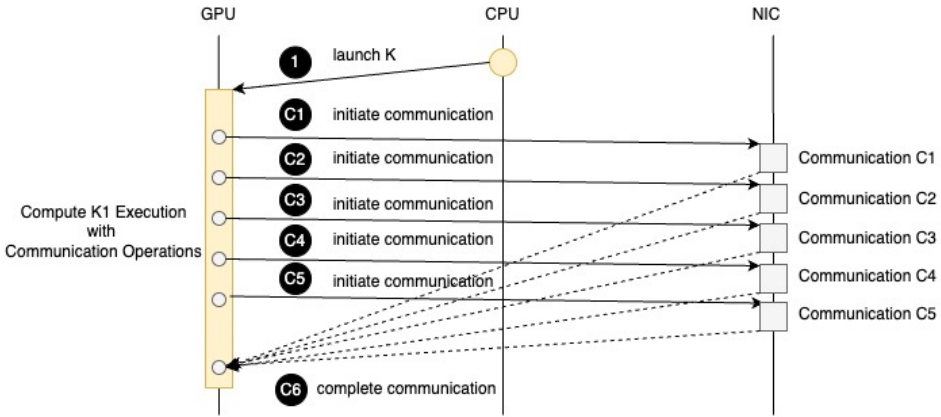 GPU
CPU
NIC
1
launch K
C1
initiate communication
C2
initiate communication
Communication C1
C3
initiate communication
Communication C2
Compute K1 Execution
with
Communication Operations
C4
initiate communication
Communication C3
C5
initiate communication
Communication C4
Communication C5
C6
complete communication